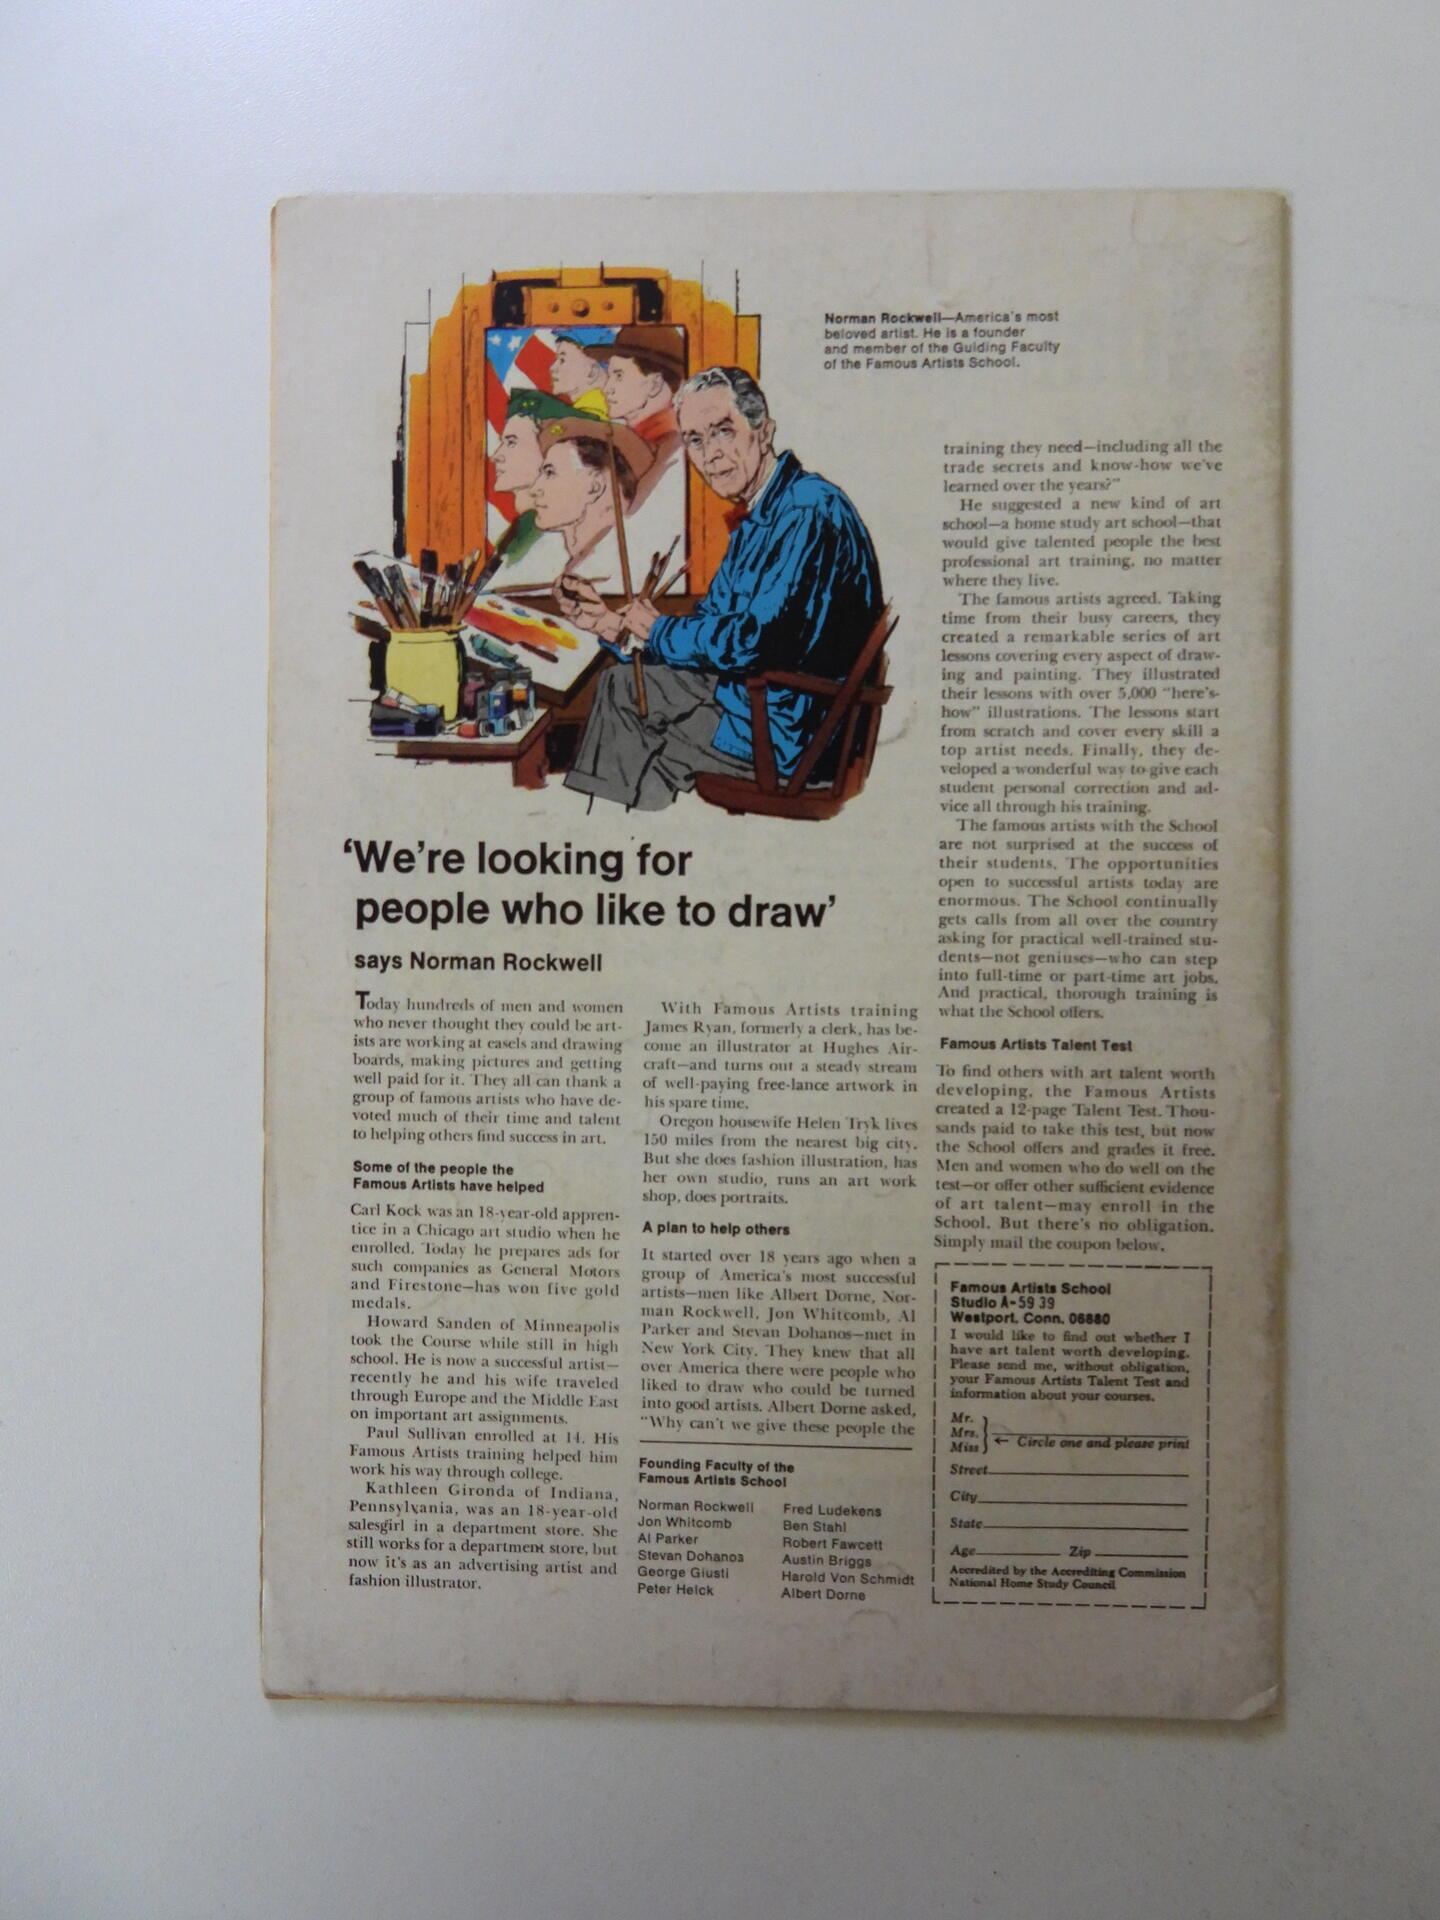 Norman Rockwell—America's most
beloved artist. He is a founder
and member of the Guiding Faculty
of the Famous Artists School.
'We're looking for
people who like to draw'
says Norman Rockwell
Today hundreds of men and women
who never thought they could be art-
ists are working at easels and drawing
boards, making pictures and getting
well paid for it. They all can thank a
group of famous artists who have de-
voted much of their time and talent
to helping others find success in art.
Some of the people the
Famous Artists have helped
Carl Kock was an 18-year-old appren-
tice in a Chicago art studio when he
enrolled. Today he prepares ads for
such companies as General Motors
and Firestone—has won five gold
medals.
Howard Sanden of Minneapolis
took the Course while still in high
school. He is now a successful artist—
recently he and his wife traveled
through Europe and the Middle East
on important art assignments.
Paul Sullivan enrolled at 14. His
Famous Artists training helped him
work his way through college.
Kathleen Gironda of Indiana,
Pennsylvania, was an 18-year-old
salesgirl in a department store. She
still works for a department store, but
now it's as an advertising artist and
fashion illustrator.
With Famous Artists training
James Ryan, formerly a clerk, has be-
come an illustrator at Hughes Air-
craft—and turns out a steady stream
of well-paying free-lance artwork in
his spare time.
Oregon housewife Helen Tryk lives
150 miles from the nearest big city.
But she does fashion illustration, has
her own studio, runs an art work
shop, does portraits.
A plan to help others
It started over 18 years ago when a
group of America's most successful
artists—men like Albert Dorne, Nor-
man Rockwell, Jon Whitcomb, Al
Parker and Stevan Dohanos—met in
New York City. They knew that all
over America there were people who
liked to draw who could be turned
into good artists. Albert Dorne asked,
"Why can't we give these people the
Founding Faculty of the
Famous Artists School
Norman Rockwell
Jon Whitcomb
Al Parker
Stevan Dohanos
George Giusti
Peter Helck
Fred Ludekens
Ben Stahl
Robert Fawcett
Austin Briggs
Harold Von Schmidt
Albert Dorne
training they need—including all the
trade secrets and know-how we've
learned over the years?"
He suggested a new kind of art
school—a home study art school—that
would give talented people the best
professional art training, no matter
where they live.
The famous artists agreed. Taking
time from their busy careers, they
created a remarkable series of art
lessons covering every aspect of draw-
ing and painting. They illustrated
their lessons with over 5,000 "here's-
how" illustrations. The lessons start
from scratch and cover every skill a
top artist needs. Finally, they de-
veloped a wonderful way to give each
student personal correction and ad-
vice all through his training.
The famous artists with the School
are not surprised at the success of
their students. The opportunities
open to successful artists today are
enormous. The School continually
gets calls from all over the country
asking for practical well-trained stu-
dents—not geniuses—who can step
into full-time or part-time art jobs.
And practical, thorough training is
what the School offers.
Famous Artists Talent Test
To find others with art talent worth
developing, the Famous Artists
created a 12-page Talent Test. Thou-
sands paid to take this test, but now
the School offers and grades it free.
Men and women who do well on the
test—or offer other sufficient evidence
of art talent—may enroll in the
School. But there's no obligation.
Simply mail the coupon below.
Famous Artists School
Studio A-59 39
Westport, Conn. 06880
I would like to find out whether I
have art talent worth developing.
Please send me, without obligation,
your Famous Artists Talent Test and
information about your courses.
Mr.
Mrs.
Miss
← Circle one and please print
Street
City
State
Age Zip
Accredited by the Accrediting Commission
National Home Study Council